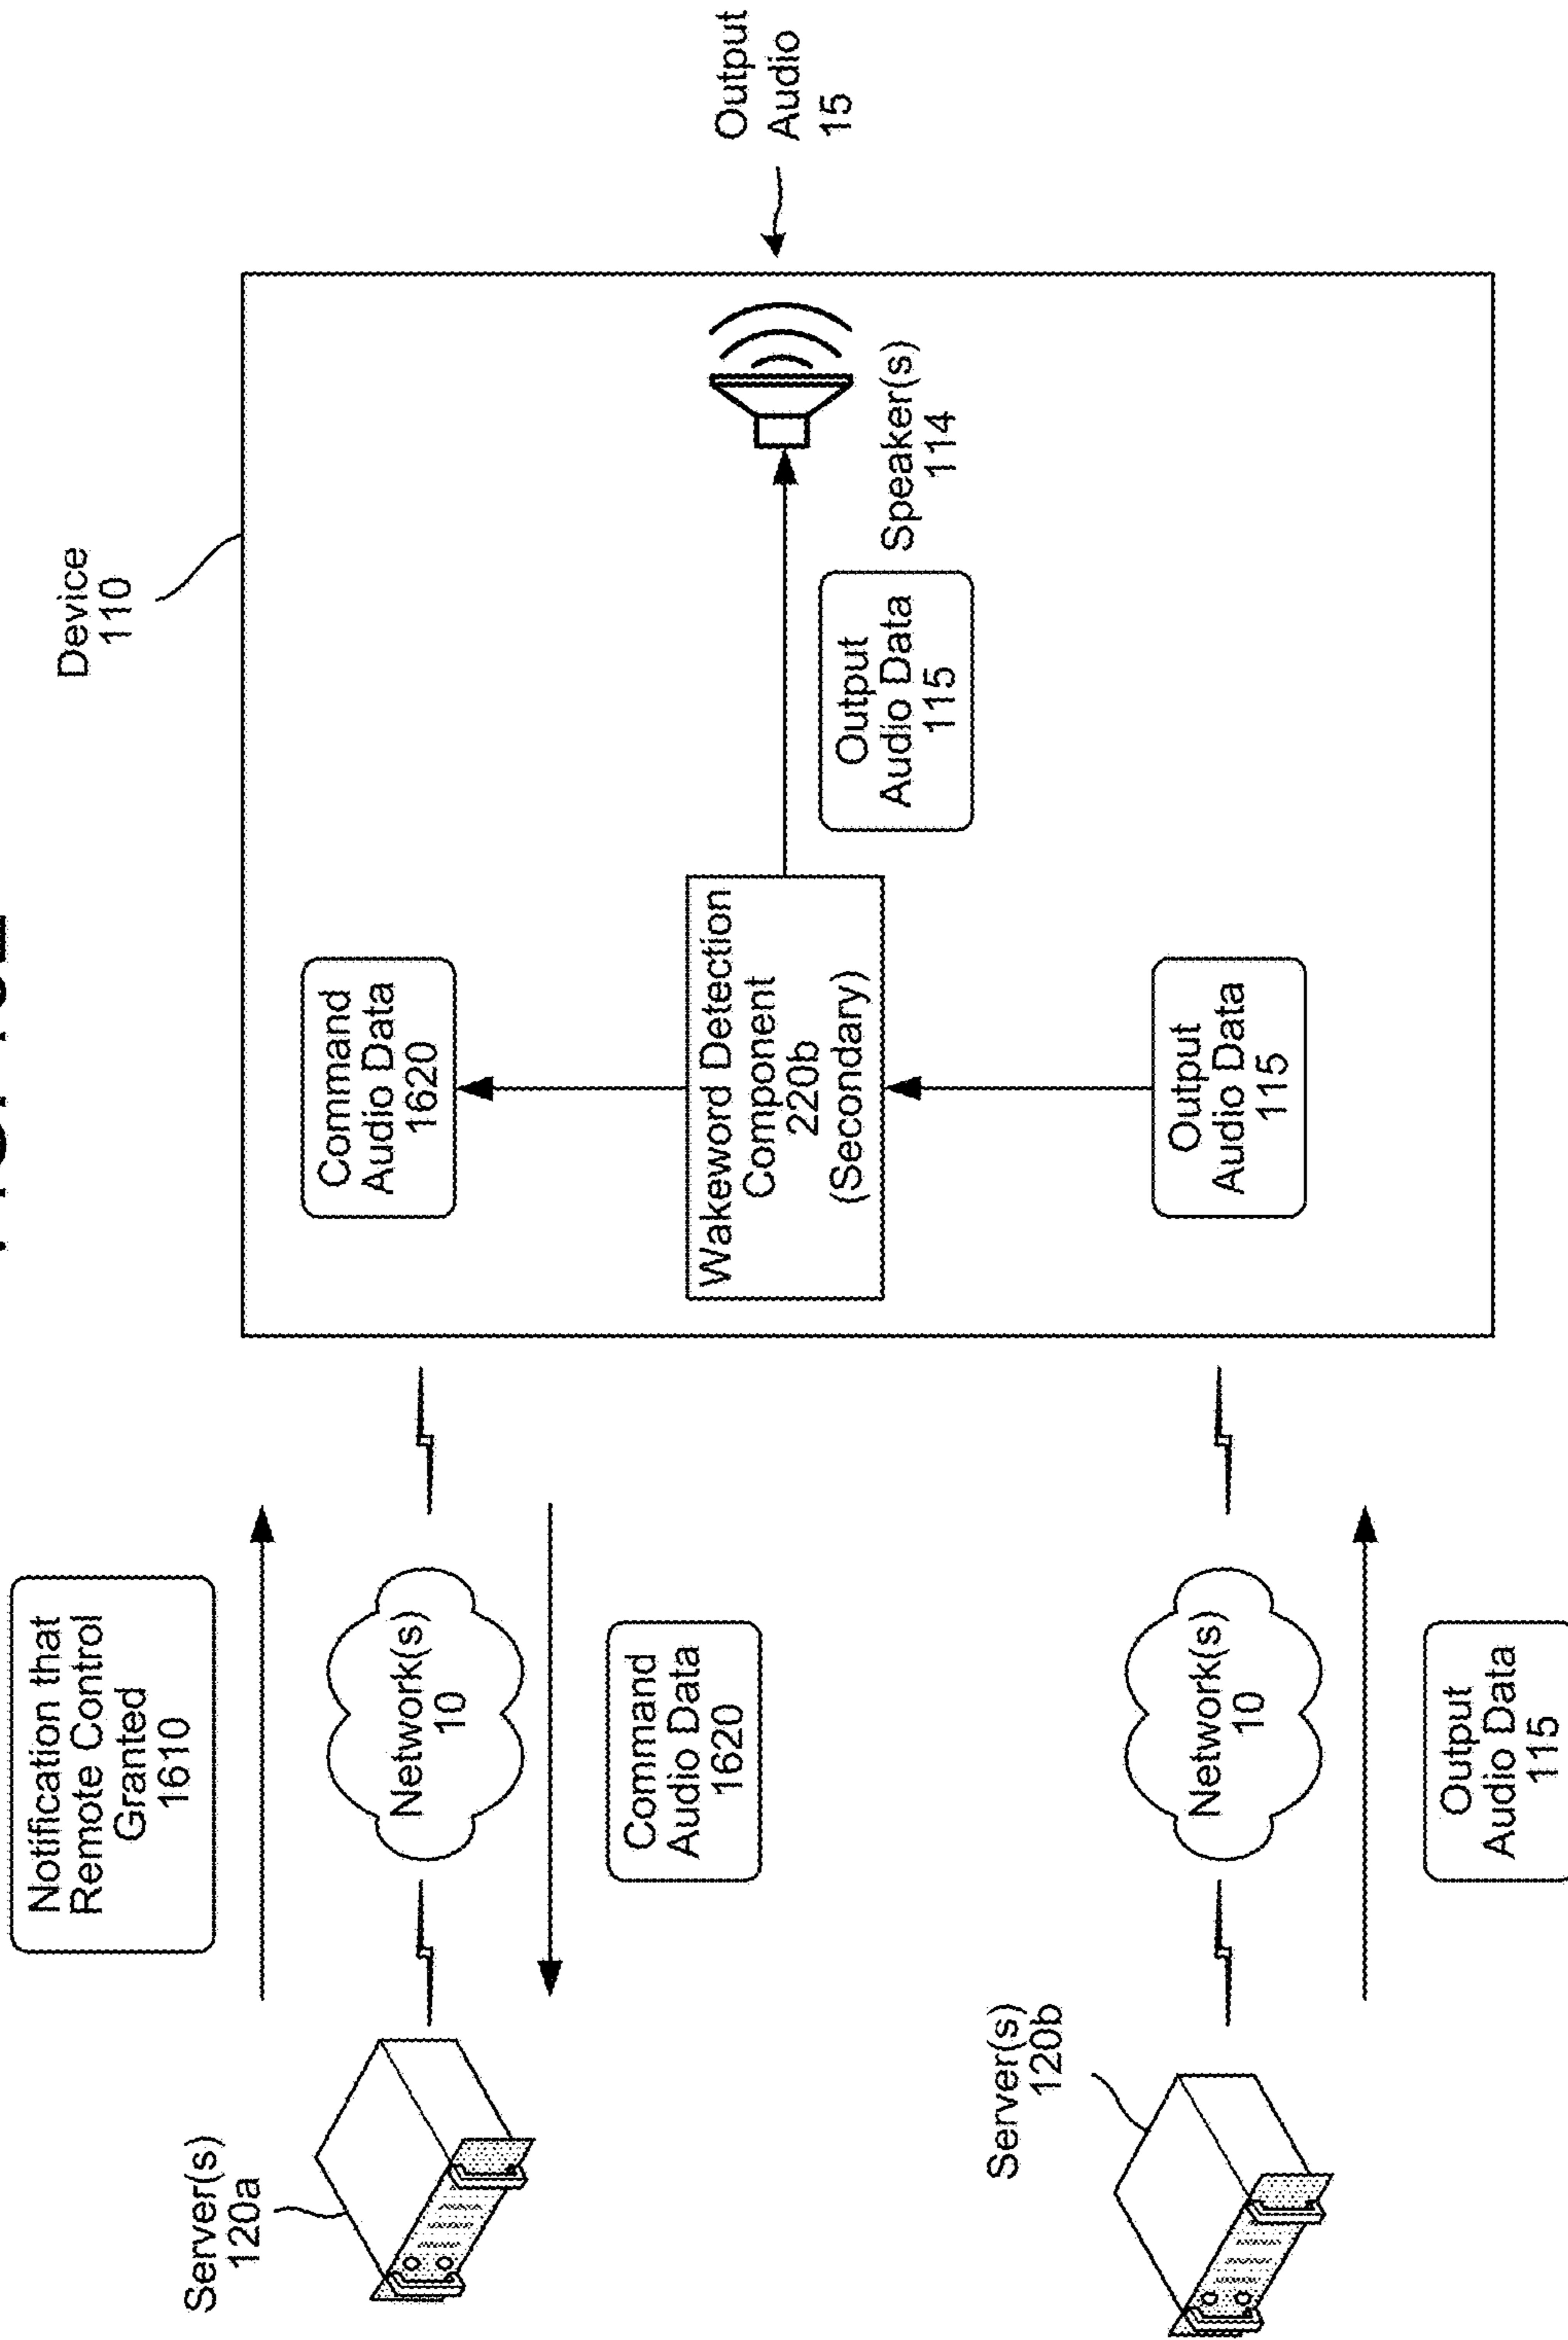 Notification that
Remote Control
Granted
1610
Device
110
Server(s)
120a
Network(s)
10
Command
Audio Data
1620
Command
Audio Data
1620
Wakeword Detection
Component
220b
(Secondary)
Output
Audio Data
115
Speaker(s)
114
Output
Audio
15
Server(s)
120b
Network(s)
10
Output
Audio Data
115
Output
Audio Data
115